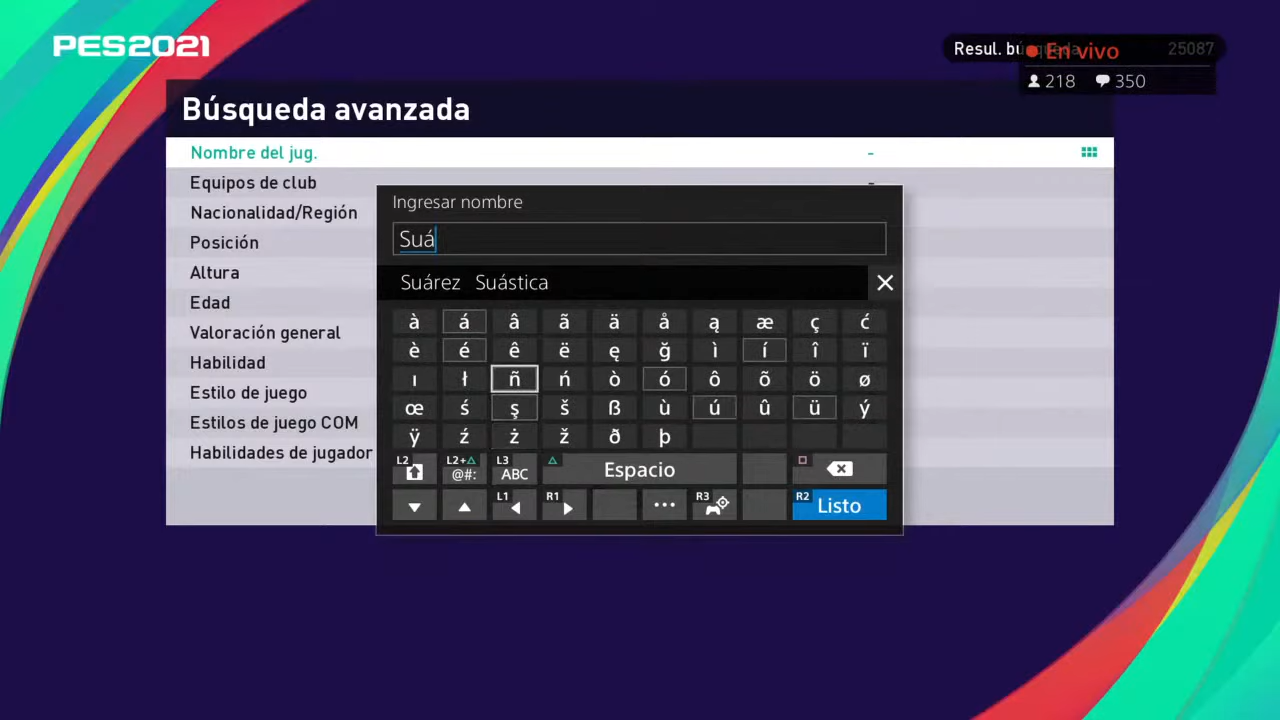 PES2021
Resul. búsqueda 25087
En vivo
218 350
Búsqueda avanzada
Nombre del jug. -
Equipos de club -
Nacionalidad/Región
Posición
Altura
Edad
Valoración general
Habilidad
Estilo de juego
Estilos de juego COM
Habilidades de jugador
Ingresar nombre
Suá
Suárez Suástica
à á â ã ä å ą æ ç ć
è é ê ë ę ğ ì í î ï
ı ł ñ ń ò ó ô õ ö ø
œ ś ş š ß ù ú û ü ý
ÿ ź ż ž ð þ
L2 L2+△ @#: L3 ABC △ Espacio □
L1 R1 ... R3 R2 Listo